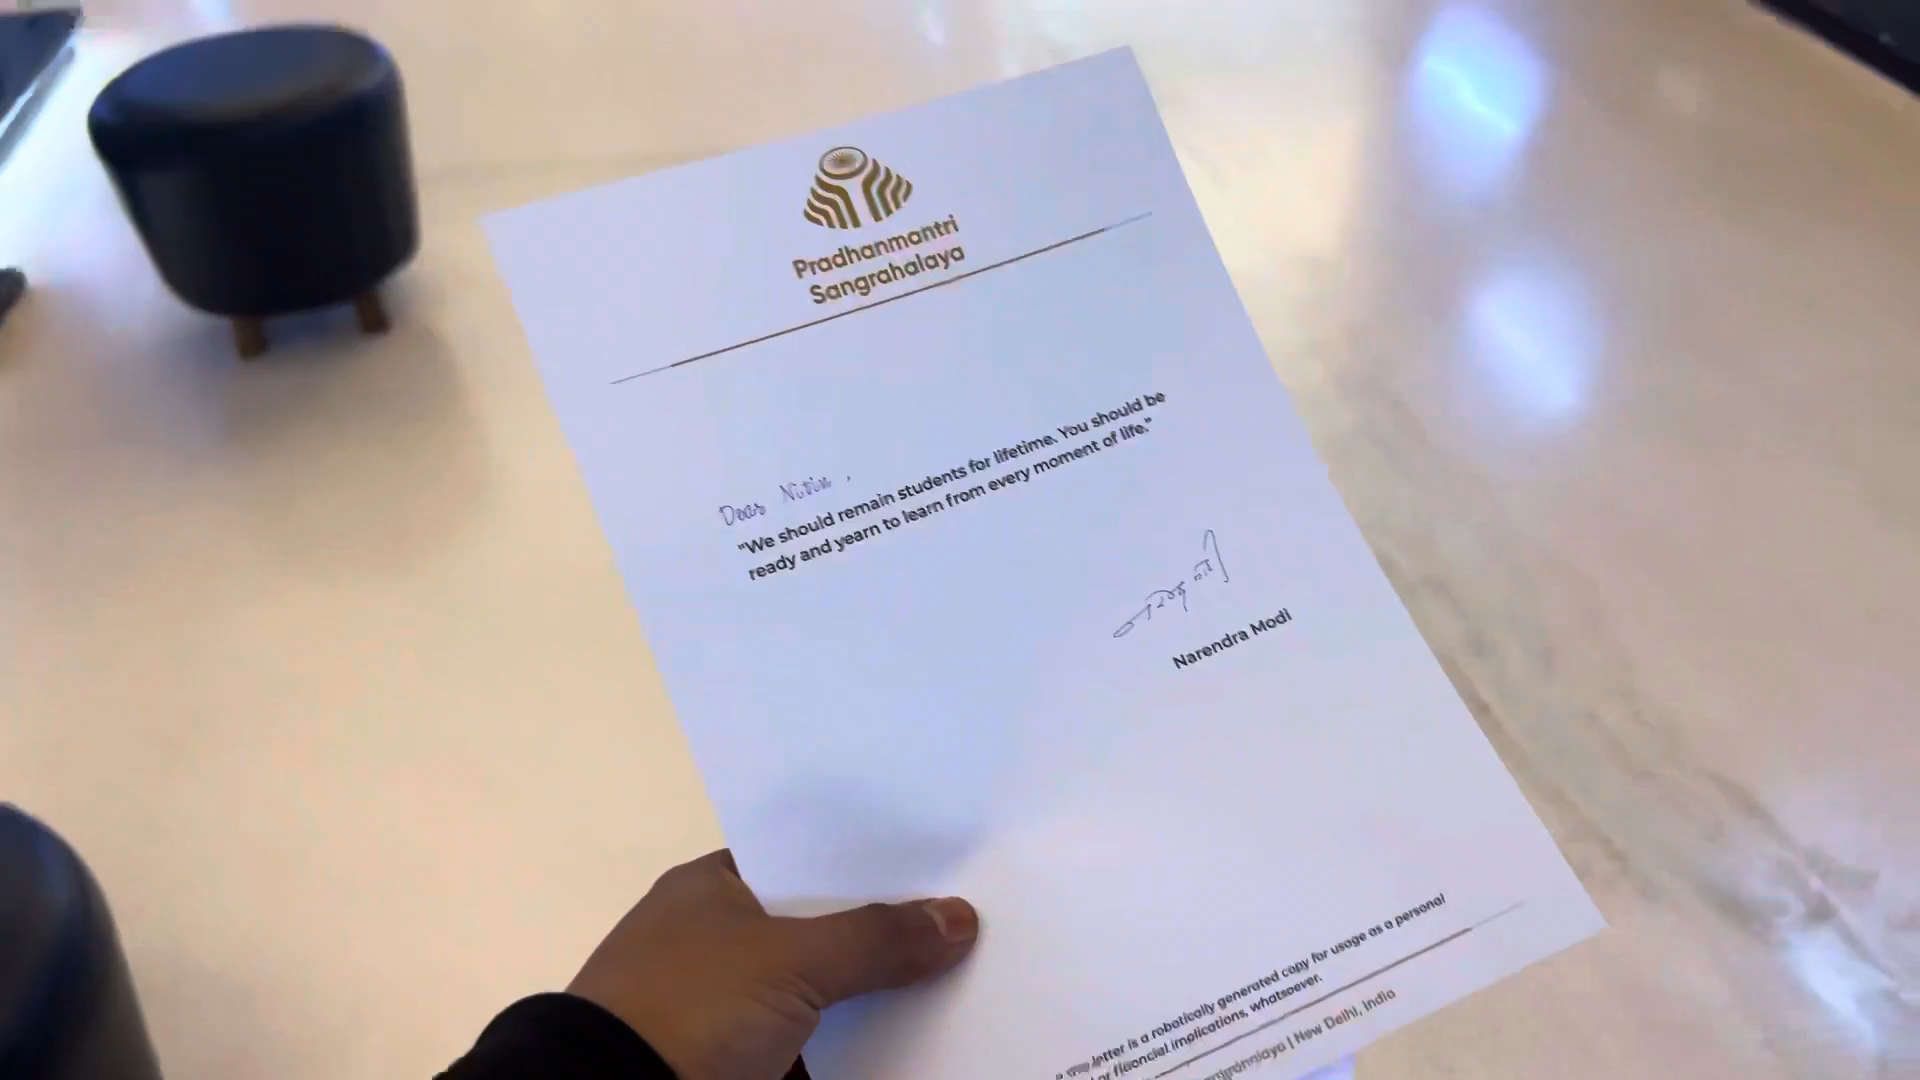 Pradhanmantri
Sangrahalaya
Dear Nitin,
"We should remain students for lifetime. You should be
ready and yearn to learn from every moment of life."
नरेन्द्र मोदी
Narendra Modi
letter is a robotically generated copy for usage as a personal
or financial implications, whatsoever.
| New Delhi, India